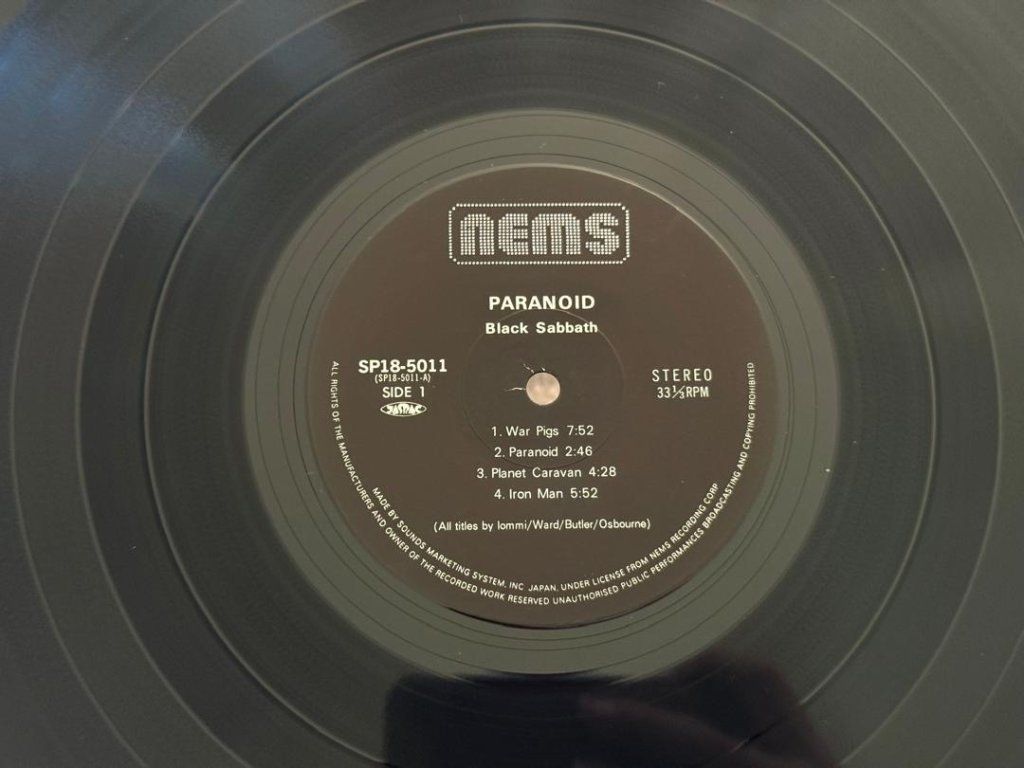 nems
PARANOID
Black Sabbath
SP18-5011
(SP18-5011-A)
SIDE 1
JASRAC
STEREO
33⅓RPM
1. War Pigs 7:52
2. Paranoid 2:46
3. Planet Caravan 4:28
4. Iron Man 5:52
(All titles by Iommi/Ward/Butler/Osbourne)
MADE BY SOUNDS MARKETING SYSTEM, INC JAPAN, UNDER LICENSE FROM NEMS RECORDING CORP
ALL RIGHTS OF THE MANUFACTURERS AND OWNER OF THE RECORDED WORK RESERVED UNAUTHORISED PUBLIC PERFORMANCES BROADCASTING AND COPYING PROHIBITED